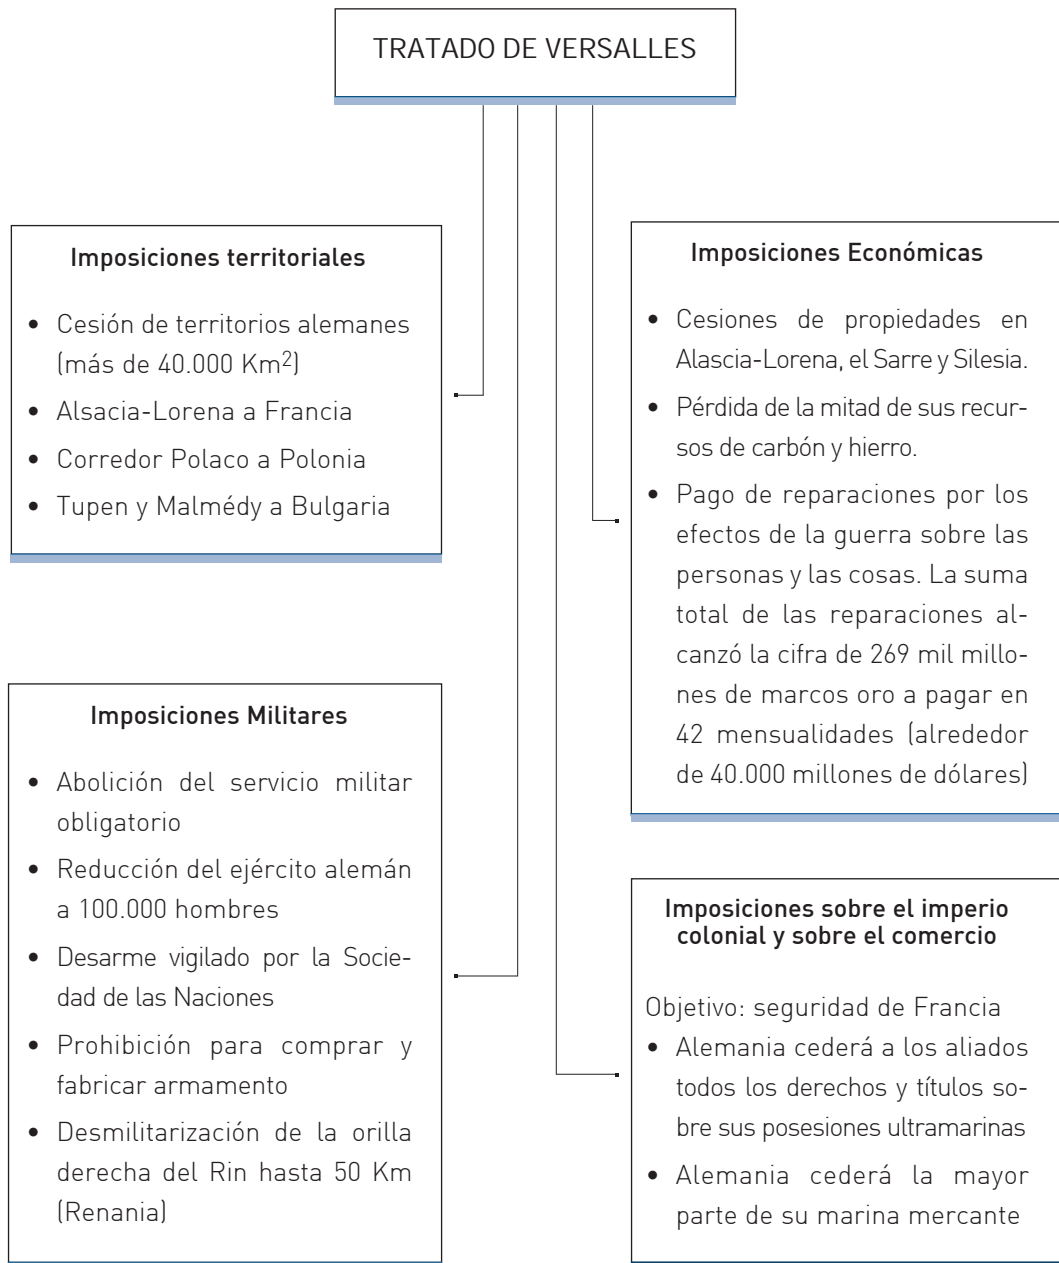 TRATADO DE VERSALLES
Imposiciones territoriales
• Cesión de territorios alemanes
(más de 40.000 Km²)
• Alsacia-Lorena a Francia
• Corredor Polaco a Polonia
• Tupen y Malmédy a Bulgaria
Imposiciones Militares
• Abolición del servicio militar
obligatorio
• Reducción del ejército alemán
a 100.000 hombres
• Desarme vigilado por la Socie-
dad de las Naciones
• Prohibición para comprar y
fabricar armamento
• Desmilitarización de la orilla
derecha del Rin hasta 50 Km
(Renania)
Imposiciones Económicas
• Cesiones de propiedades en
Alascia-Lorena, el Sarre y Silesia.
• Pérdida de la mitad de sus recur-
sos de carbón y hierro.
• Pago de reparaciones por los
efectos de la guerra sobre las
personas y las cosas. La suma
total de las reparaciones al-
canzó la cifra de 269 mil millo-
nes de marcos oro a pagar en
42 mensualidades (alrededor
de 40.000 millones de dólares)
Imposiciones sobre el imperio
colonial y sobre el comercio
Objetivo: seguridad de Francia
• Alemania cederá a los aliados
todos los derechos y títulos so-
bre sus posesiones ultramarinas
• Alemania cederá la mayor
parte de su marina mercante